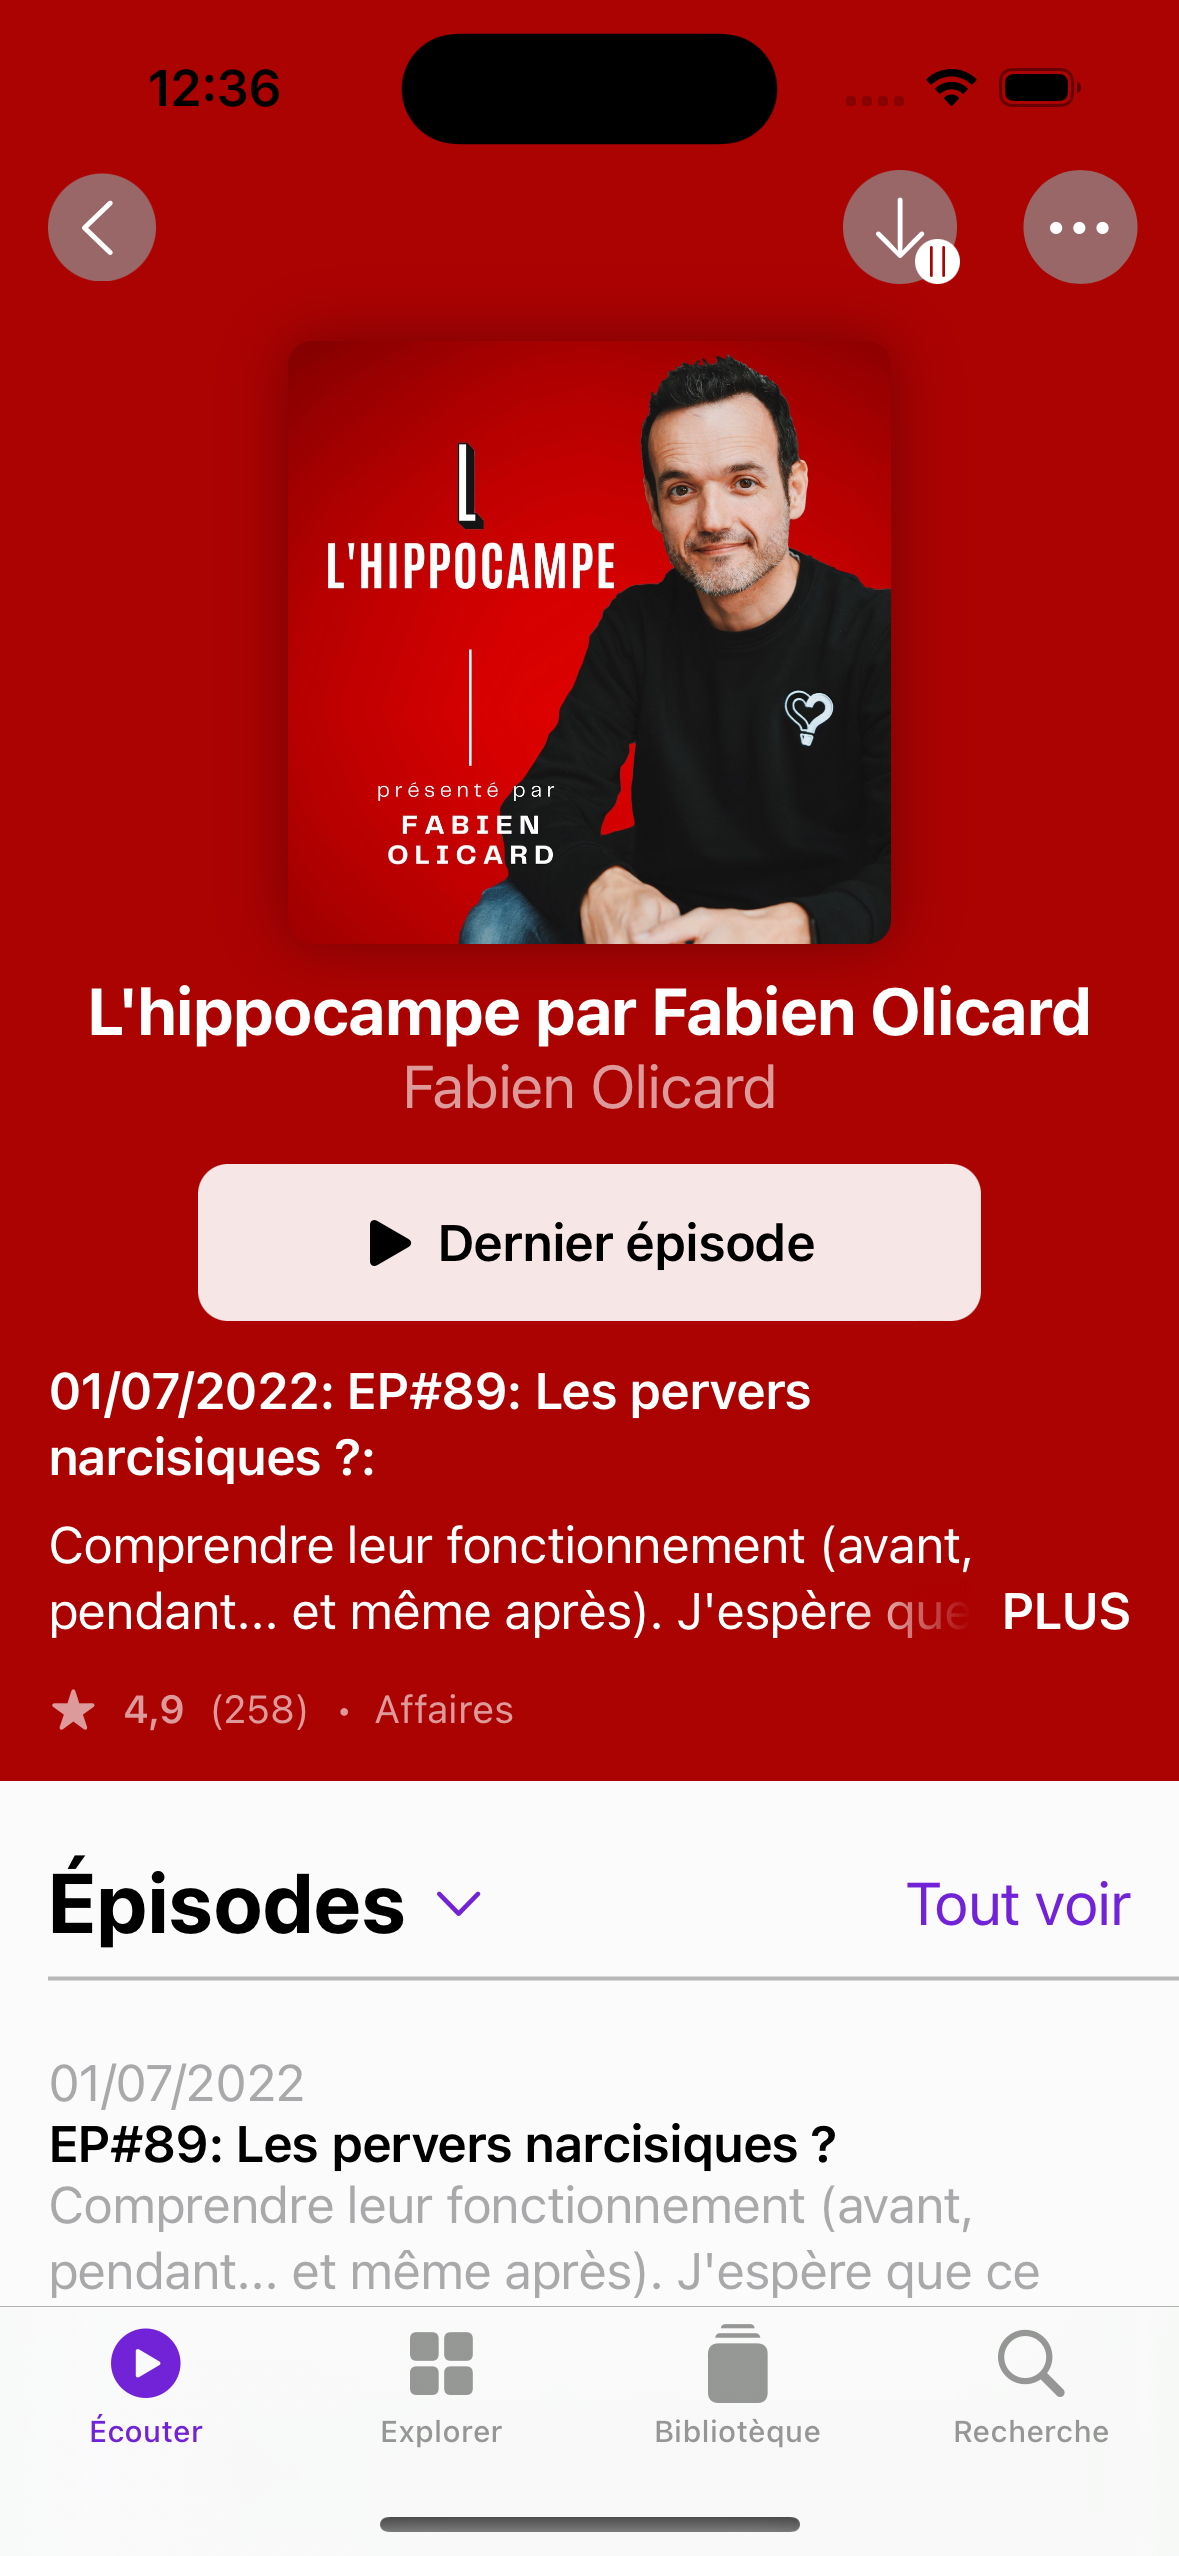 12:36
L
L'HIPPOCAMPE
présenté par
FABIEN
OLICARD
L'hippocampe par Fabien Olicard
Fabien Olicard
Dernier épisode
01/07/2022: EP#89: Les pervers
narcisiques ?:
Comprendre leur fonctionnement (avant,
pendant... et même après). J'espère que PLUS
4,9 (258) • Affaires
Épisodes
Tout voir
01/07/2022
EP#89: Les pervers narcisiques ?
Comprendre leur fonctionnement (avant,
pendant... et même après). J'espère que ce
Écouter
Explorer
Bibliotèque
Recherche